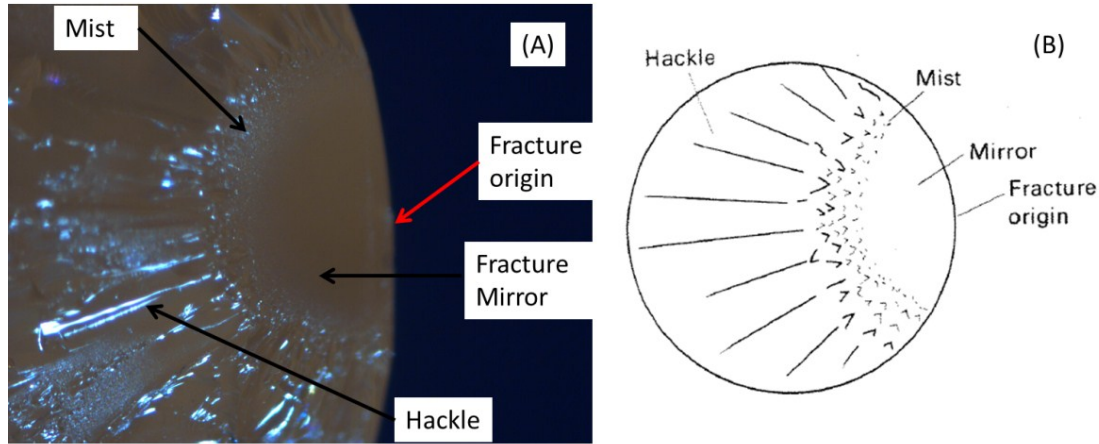 Mist
(A)
Fracture
origin
Fracture
Mirror
Hackle
(B)
Hackle
Mist
Mirror
Fracture
origin